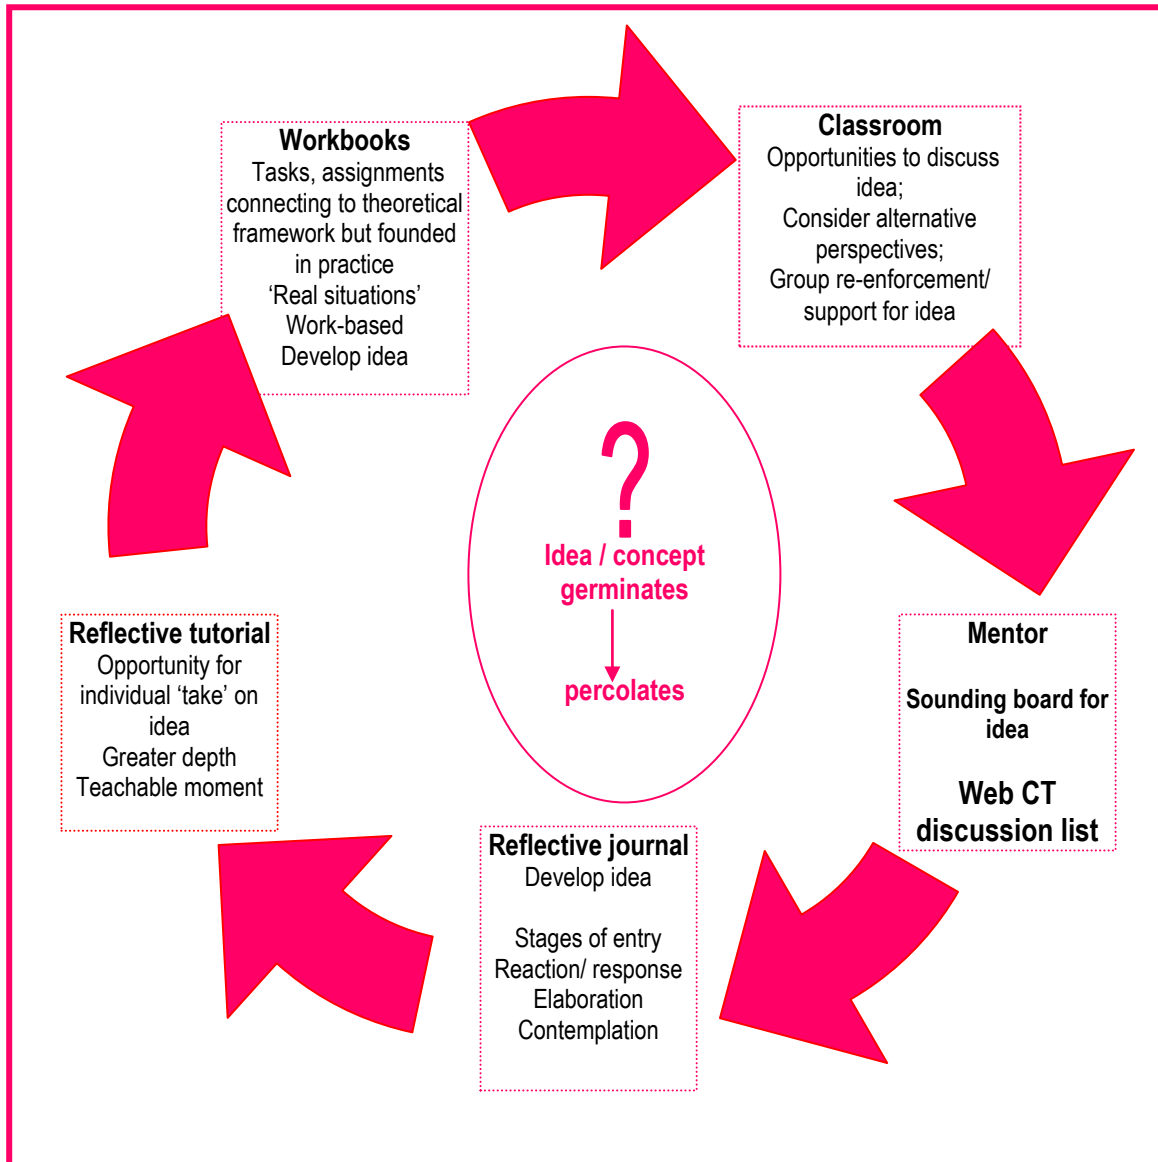 Workbooks
Tasks, assignments
connecting to theoretical
framework but founded
in practice
‘Real situations’
Work-based
Develop idea
Classroom
Opportunities to discuss
idea;
Consider alternative
perspectives;
Group re-enforcement/
support for idea
?
Idea / concept
germinates
percolates
Reflective tutorial
Opportunity for
individual ‘take’ on
idea
Greater depth
Teachable moment
Mentor
Sounding board for
idea
Web CT
discussion list
Reflective journal
Develop idea
Stages of entry
Reaction/ response
Elaboration
Contemplation